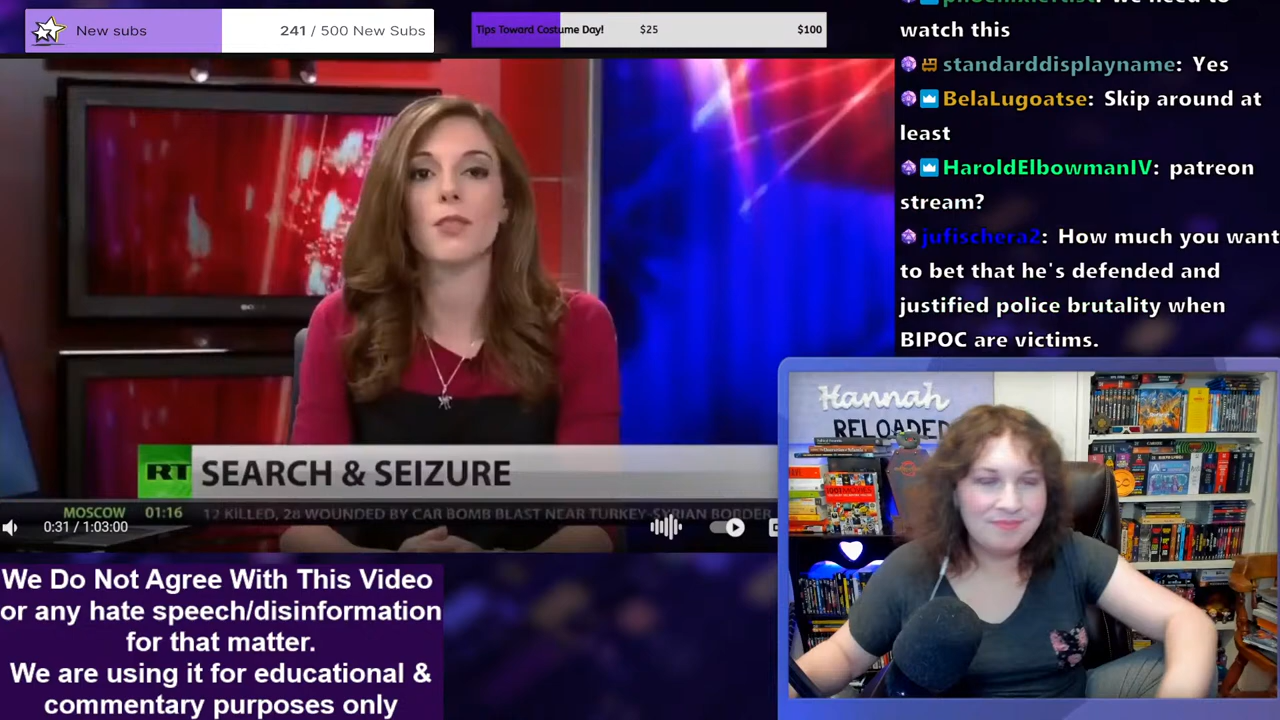 New subs
241 / 500 New Subs
Tips Toward Costume Day!
$25
$100
watch this
standarddisplayname: Yes
BelaLugoatse: Skip around at
least
HaroldElbowmanIV: patreon
stream?
jufischera2: How much you want
to bet that he's defended and
justified police brutality when
BIPOC are victims.
Hannah
RELOADED
RT SEARCH & SEIZURE
MOSCOW 01:16 12 KILLED, 28 WOUNDED BY CAR BOMB BLAST NEAR TURKEY-SYRIAN BORDER
0:31 / 1:03:00
We Do Not Agree With This Video
or any hate speech/disinformation
for that matter.
We are using it for educational &
commentary purposes only